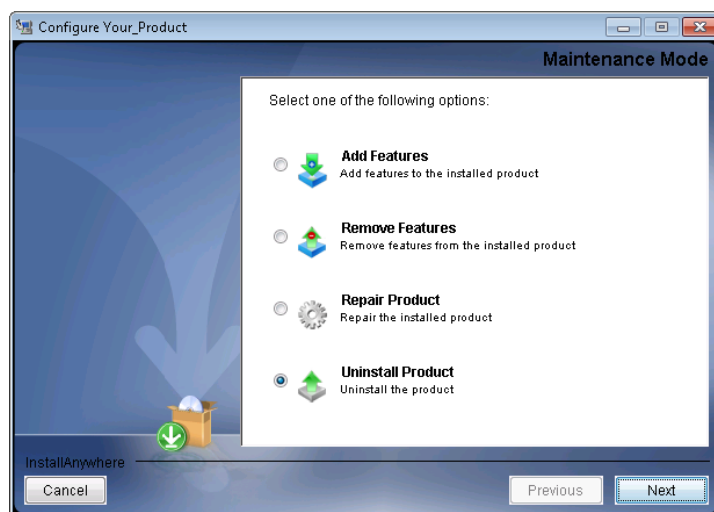 Configure Your_Product
Maintenance Mode
Select one of the following options:
Add Features
Add features to the installed product
Remove Features
Remove features from the installed product
Repair Product
Repair the installed product
Uninstall Product
Uninstall the product
InstallAnywhere
Cancel
Previous
Next